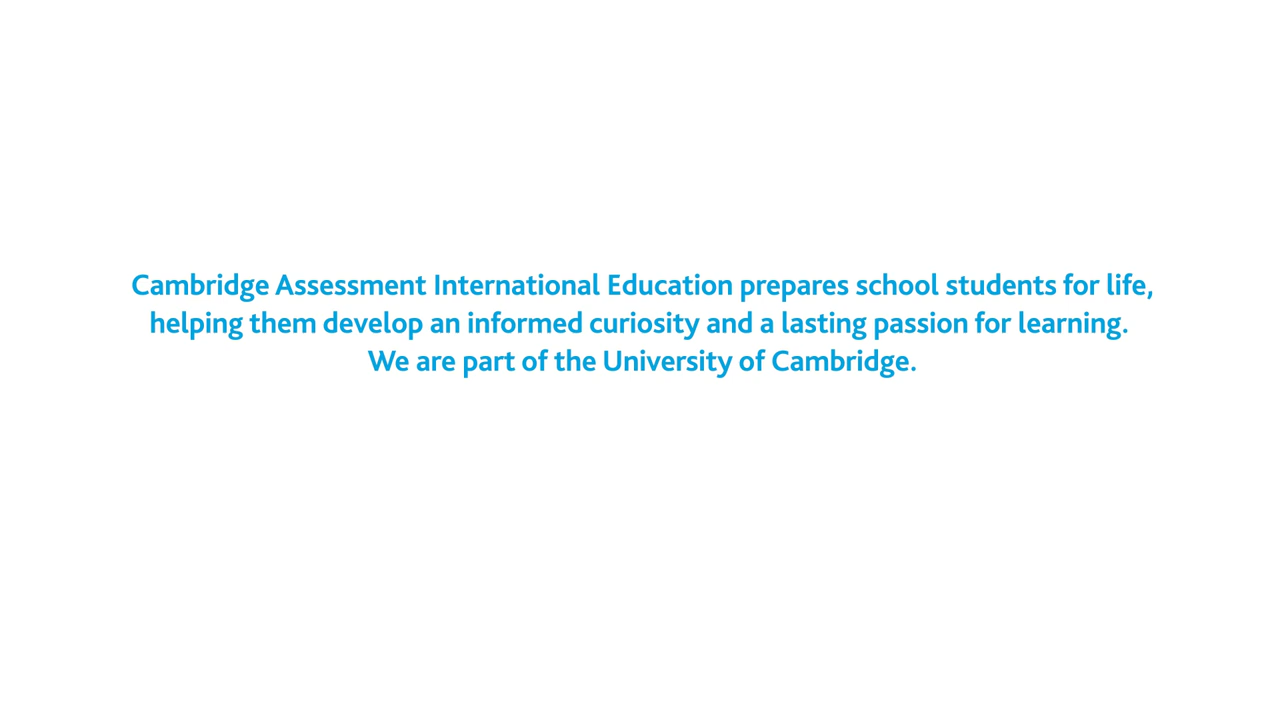 Cambridge Assessment International Education prepares school students for life,
helping them develop an informed curiosity and a lasting passion for learning.
We are part of the University of Cambridge.